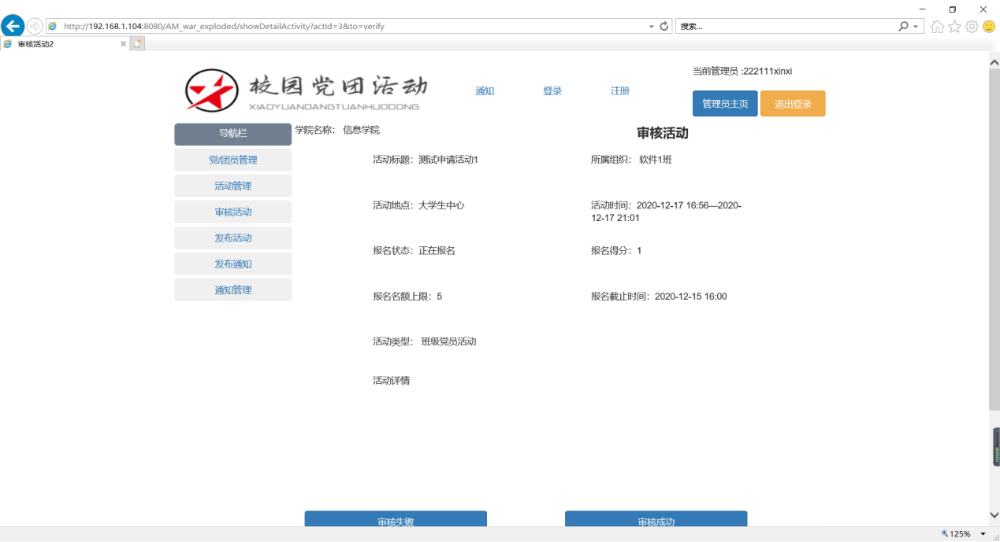 http://192.168.1.104:8080/AM_war_exploded/showDetailActivity?actId=3&to=verify
搜索...
审核活动2
校园党团活动
XIAOYUANDANGTUANHUODONG
通知
登录
注册
当前管理员 :222111xinxi
管理员主页
退出登录
导航栏
党/团员管理
活动管理
审核活动
发布活动
发布通知
通知管理
学院名称： 信息学院
审核活动
活动标题：测试申请活动1
所属组织： 软件1班
活动地点：大学生中心
活动时间：2020-12-17 16:56—2020-
12-17 21:01
报名状态：正在报名
报名得分：1
报名名额上限：5
报名截止时间：2020-12-15 16:00
活动类型： 班级党员活动
活动详情
审核失败
审核成功
125%